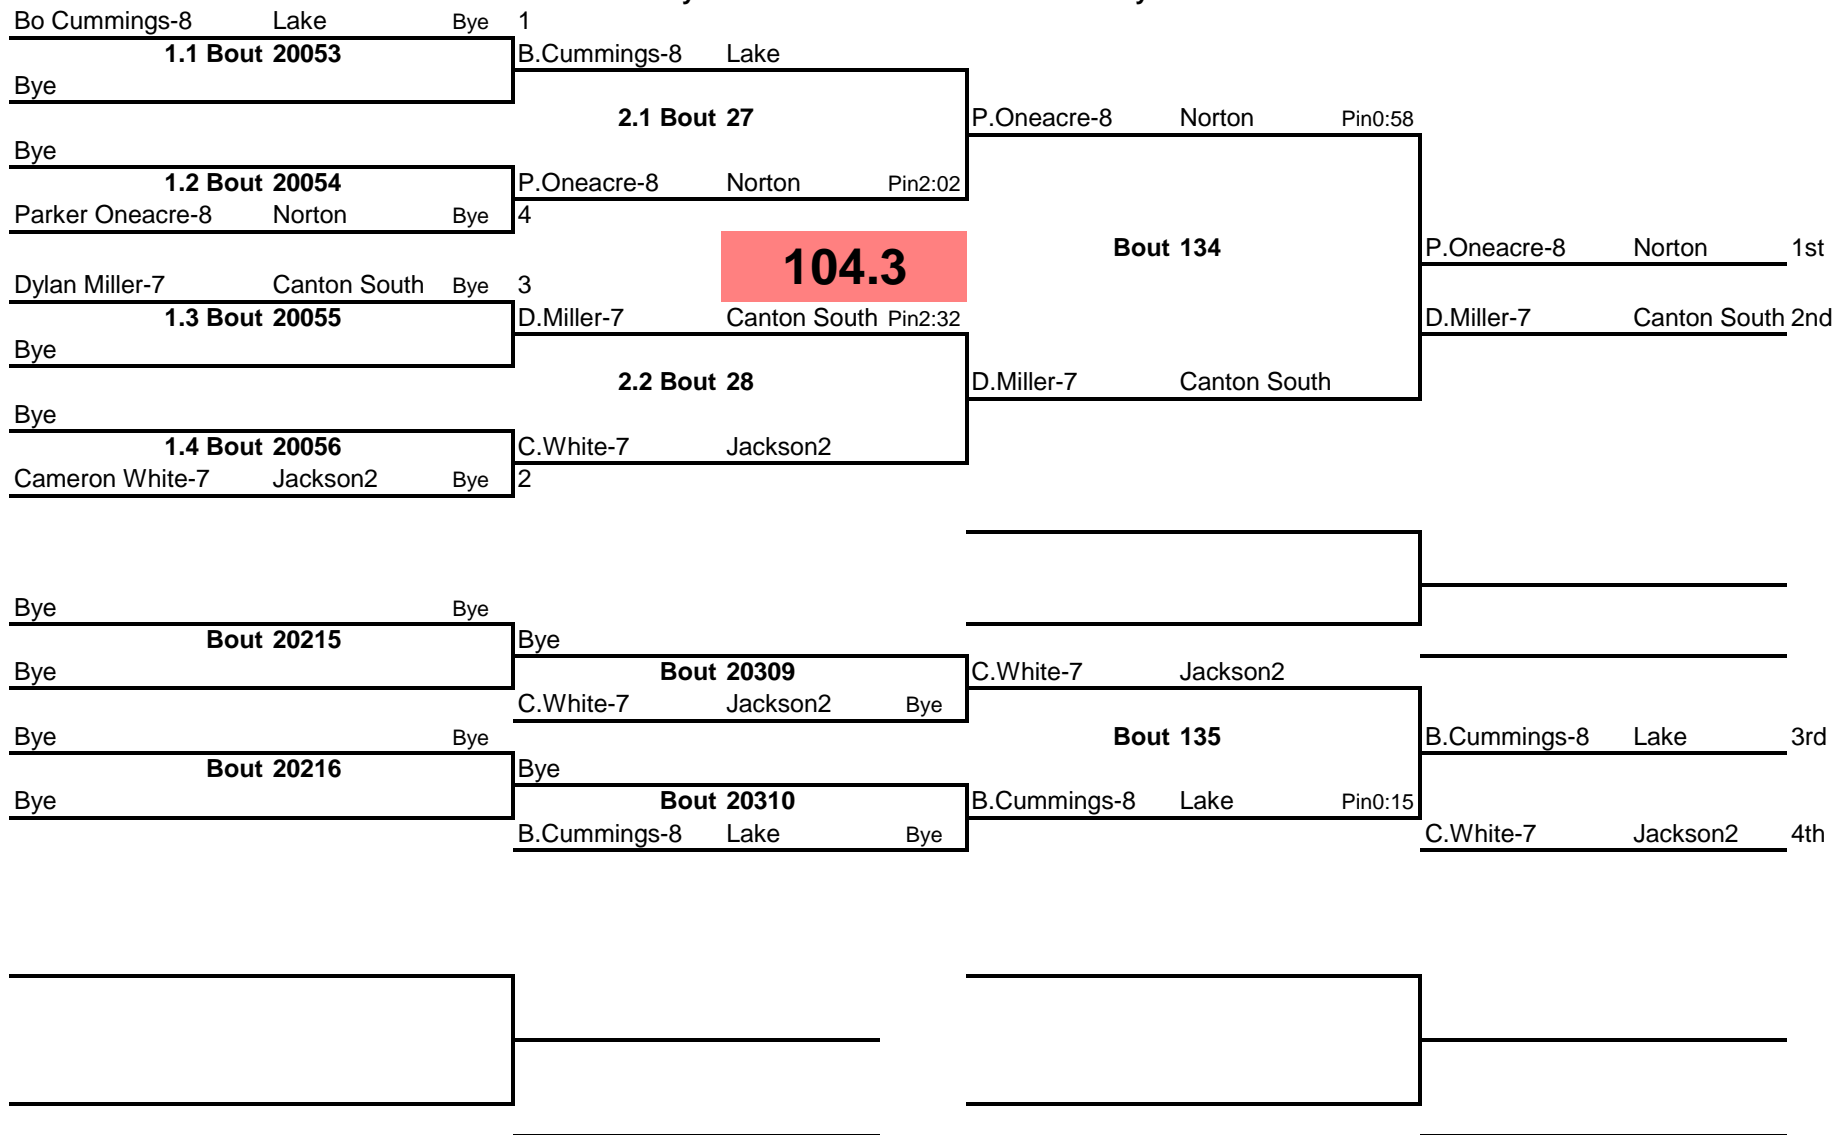 Bo Cummings-8 Lake Bye 1
1.1 Bout 20053 B.Cummings-8 Lake
Bye
2.1 Bout 27 P.Oneacre-8 Norton Pin0:58
Bye
1.2 Bout 20054 P.Oneacre-8 Norton Pin2:02
Parker Oneacre-8 Norton Bye 4
104.3 Bout 134 P.Oneacre-8 Norton 1st
Dylan Miller-7 Canton South Bye 3
1.3 Bout 20055 D.Miller-7 Canton South Pin2:32 D.Miller-7 Canton South 2nd
Bye
2.2 Bout 28 D.Miller-7 Canton South
Bye
1.4 Bout 20056 C.White-7 Jackson2
Cameron White-7 Jackson2 Bye 2
Bye Bye
Bout 20215 Bye
Bye Bout 20309 C.White-7 Jackson2
C.White-7 Jackson2 Bye
Bye Bye Bout 135 B.Cummings-8 Lake 3rd
Bout 20216 Bye
Bye Bout 20310 B.Cummings-8 Lake Pin0:15
B.Cummings-8 Lake Bye C.White-7 Jackson2 4th